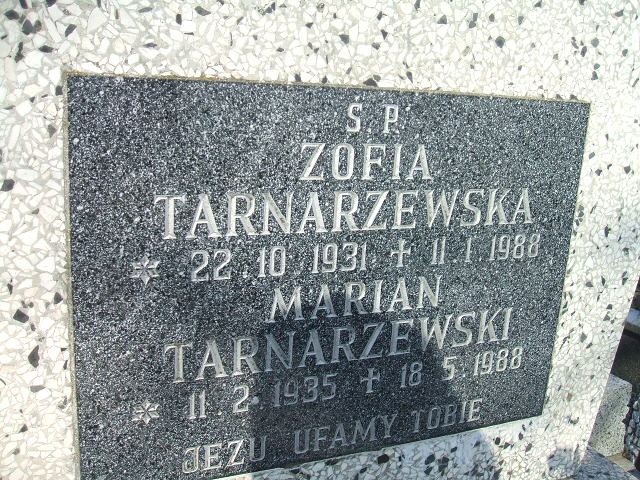 Ś. P.
ZOFIA
TARNARZEWSKA
* 22.10.1931 + 11.1.1988
MARIAN
TARNARZEWSKI
* 11.2.1935 + 18.5.1988
JEZU UFAMY TOBIE